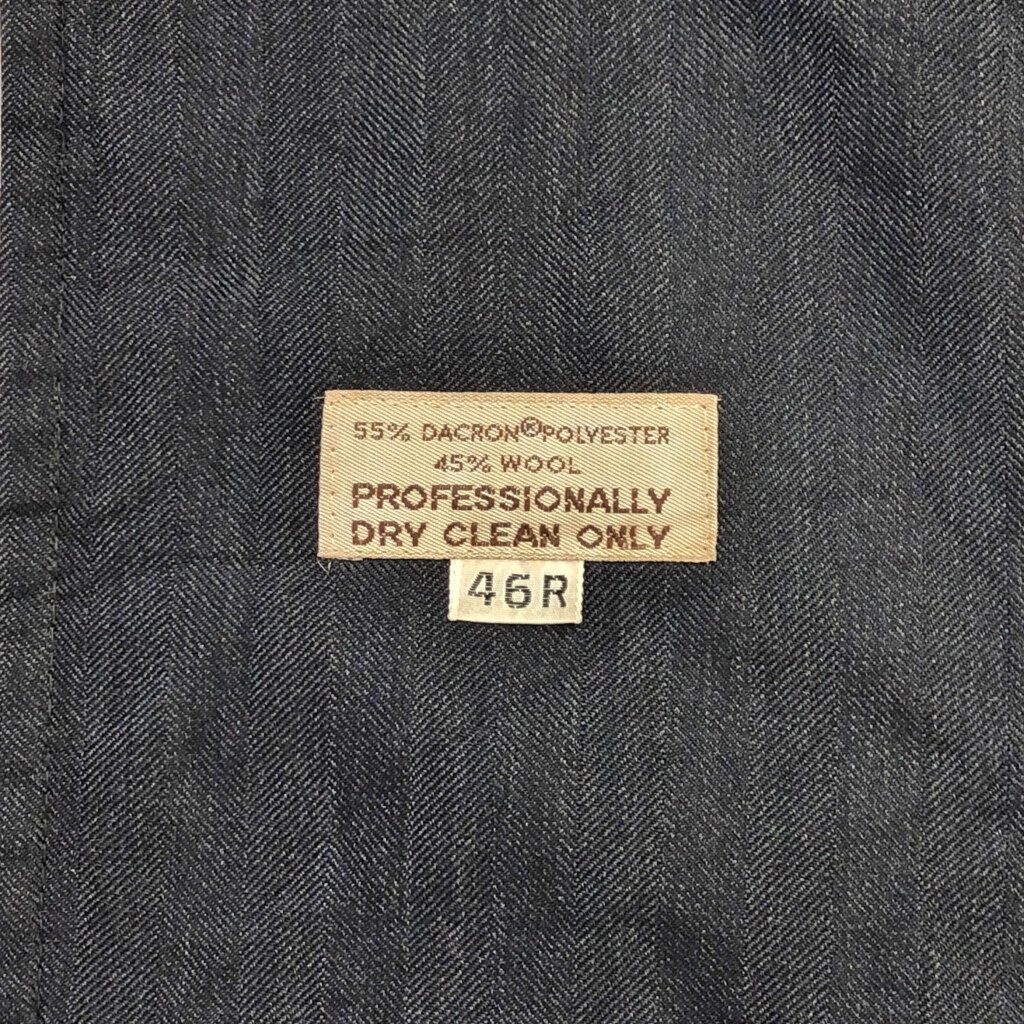 55% DACRON® POLYESTER
45% WOOL
PROFESSIONALLY
DRY CLEAN ONLY
46R